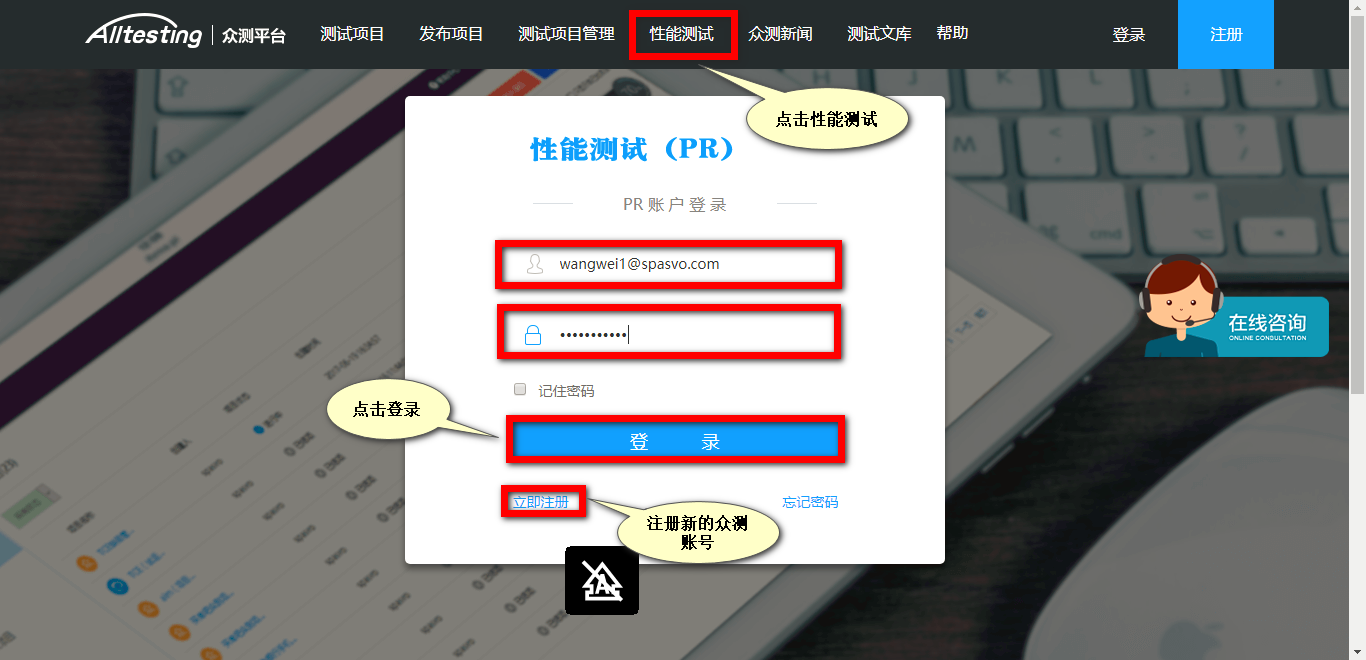 Alltesting | 众测平台 测试项目 发布项目 测试项目管理 性能测试 众测新闻 测试文库 帮助 登录 注册
点击性能测试
性能测试（PR）
PR 账 户 登 录
wangwei1@spasvo.com
•••••••••••
在线咨询
ONLINE CONSULTATION
记住密码
点击登录
登 录
立即注册 忘记密码
注册新的众测
账号